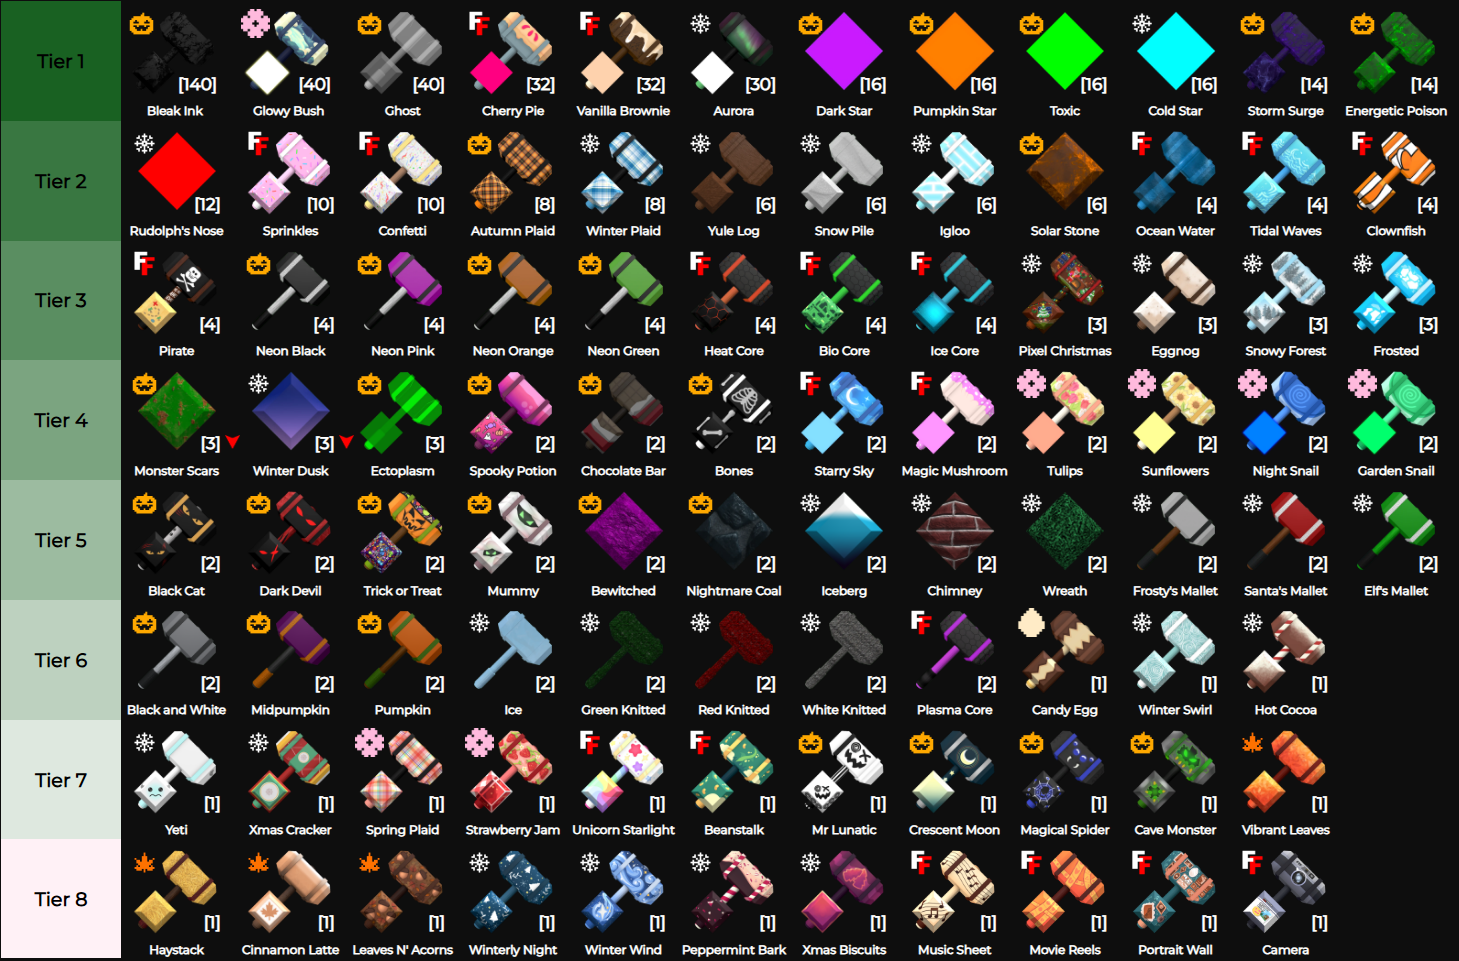 Tier 1
[140] [40] [40] [32] [32] [30] [16] [16] [16] [16] [14] [14]
Bleak Ink Glowy Bush Ghost Cherry Pie Vanilla Brownie Aurora Dark Star Pumpkin Star Toxic Cold Star Storm Surge Energetic Poison
Tier 2
[12] [10] [10] [8] [8] [6] [6] [6] [6] [4] [4] [4]
Rudolph's Nose Sprinkles Confetti Autumn Plaid Winter Plaid Yule Log Snow Pile Igloo Solar Stone Ocean Water Tidal Waves Clownfish
Tier 3
[4] [4] [4] [4] [4] [4] [4] [4] [3] [3] [3] [3]
Pirate Neon Black Neon Pink Neon Orange Neon Green Heat Core Bio Core Ice Core Pixel Christmas Eggnog Snowy Forest Frosted
Tier 4
[3] [3] [3] [2] [2] [2] [2] [2] [2] [2] [2] [2]
Monster Scars Winter Dusk Ectoplasm Spooky Potion Chocolate Bar Bones Starry Sky Magic Mushroom Tulips Sunflowers Night Snail Garden Snail
Tier 5
[2] [2] [2] [2] [2] [2] [2] [2] [2] [2] [2] [2]
Black Cat Dark Devil Trick or Treat Mummy Bewitched Nightmare Coal Iceberg Chimney Wreath Frosty's Mallet Santa's Mallet Elf's Mallet
Tier 6
[2] [2] [2] [2] [2] [2] [2] [2] [1] [1] [1]
Black and White Midpumpkin Pumpkin Ice Green Knitted Red Knitted White Knitted Plasma Core Candy Egg Winter Swirl Hot Cocoa
Tier 7
[1] [1] [1] [1] [1] [1] [1] [1] [1] [1] [1]
Yeti Xmas Cracker Spring Plaid Strawberry Jam Unicorn Starlight Beanstalk Mr Lunatic Crescent Moon Magical Spider Cave Monster Vibrant Leaves
Tier 8
[1] [1] [1] [1] [1] [1] [1] [1] [1] [1] [1]
Haystack Cinnamon Latte Leaves N' Acorns Winterly Night Winter Wind Peppermint Bark Xmas Biscuits Music Sheet Movie Reels Portrait Wall Camera